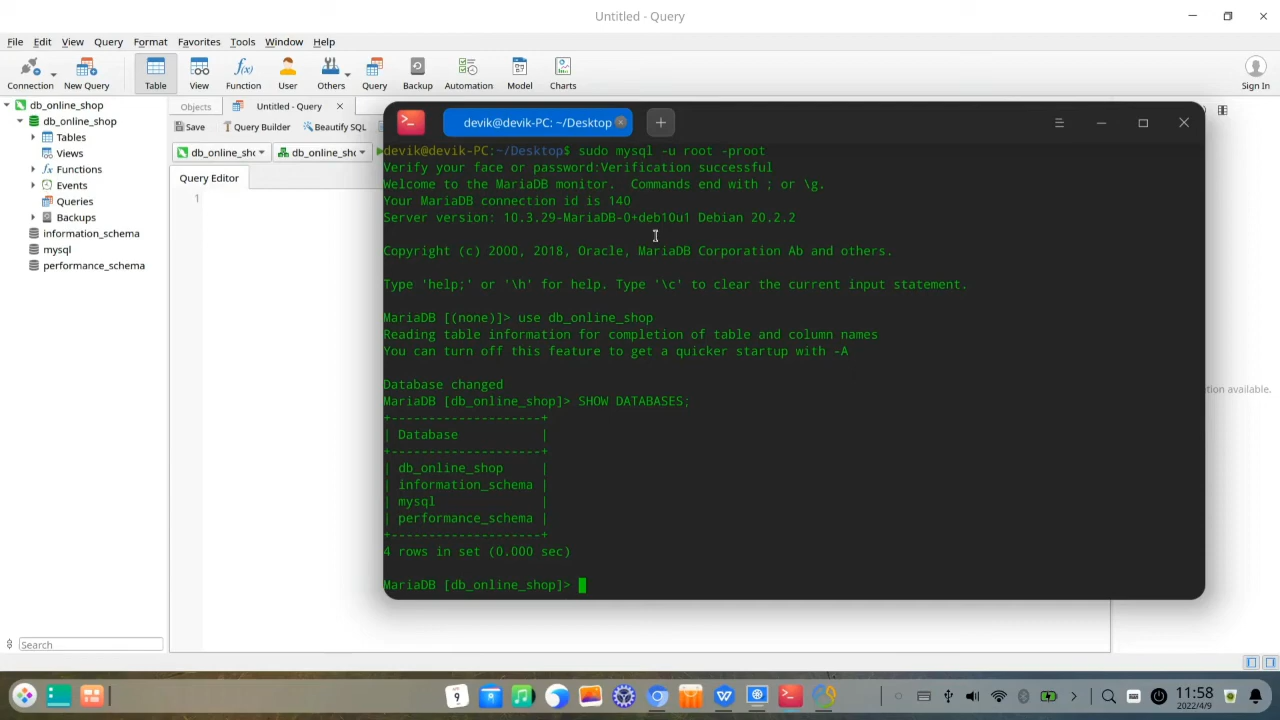 Untitled - Query
File Edit View Query Format Favorites Tools Window Help
Connection New Query Table View Function User Others Query Backup Automation Model Charts Sign In
db_online_shop
db_online_shop
Tables
Views
Functions
Events
Queries
Backups
information_schema
mysql
performance_schema
Search
Objects Untitled - Query
Save Query Builder Beautify SQL
db_online_sh db_online_sh
Query Editor
1
devik@devik-PC: ~/Desktop
devik@devik-PC:~/Desktop$ sudo mysql -u root -proot
Verify your face or password:Verification successful
Welcome to the MariaDB monitor.  Commands end with ; or \g.
Your MariaDB connection id is 140
Server version: 10.3.29-MariaDB-0+deb10u1 Debian 20.2.2
Copyright (c) 2000, 2018, Oracle, MariaDB Corporation Ab and others.
Type 'help;' or '\h' for help. Type '\c' to clear the current input statement.
MariaDB [(none)]> use db_online_shop
Reading table information for completion of table and column names
You can turn off this feature to get a quicker startup with -A
Database changed
MariaDB [db_online_shop]> SHOW DATABASES;
+--------------------+
| Database           |
+--------------------+
| db_online_shop     |
| information_schema |
| mysql              |
| performance_schema |
+--------------------+
4 rows in set (0.000 sec)
MariaDB [db_online_shop]>
tion available.
9
11:58
2022/4/9